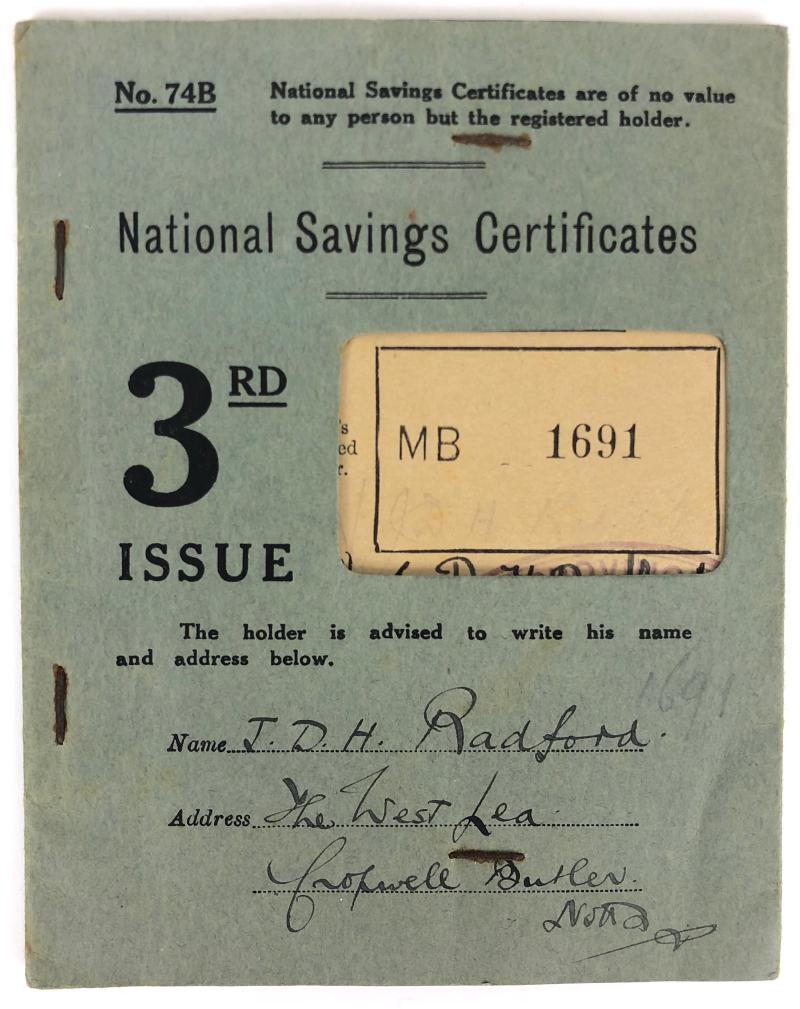 No. 74B
National Savings Certificates are of no value
to any person but the registered holder.
National Savings Certificates
3RD
ISSUE
's
ed
r.
MB 1691
The holder is advised to write his name
and address below.
1691
Name J. D. H. Radford.
Address The West Lea
Cropwell Butler.
Notts